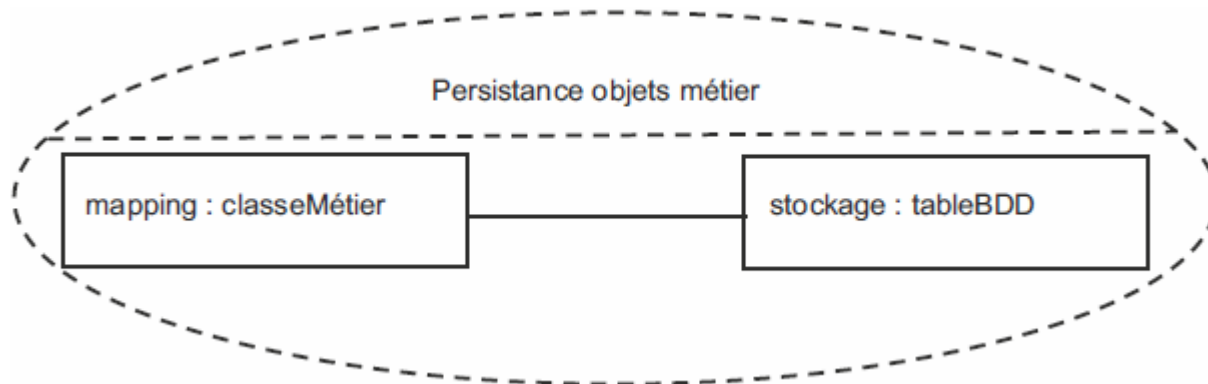 Persistance objets métier
mapping : classeMétier
stockage : tableBDD